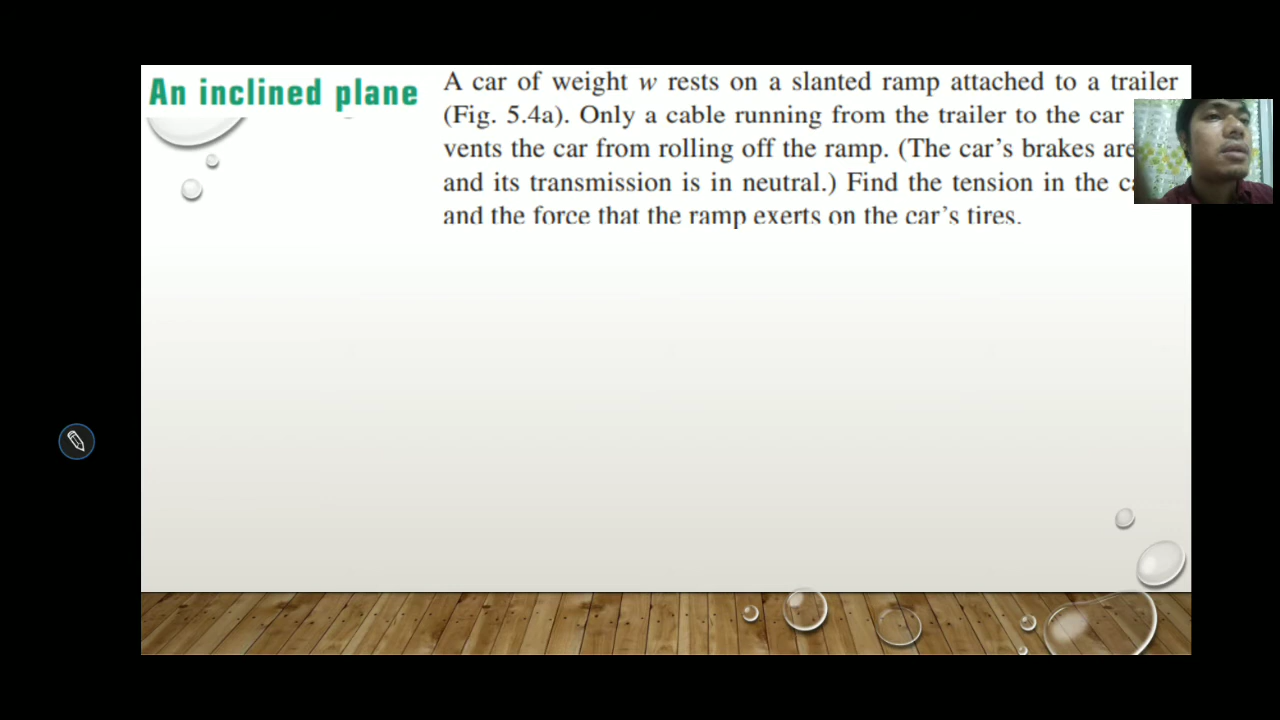 An inclined plane
A car of weight w rests on a slanted ramp attached to a trailer
(Fig. 5.4a). Only a cable running from the trailer to the car
vents the car from rolling off the ramp. (The car's brakes are
and its transmission is in neutral.) Find the tension in the
and the force that the ramp exerts on the car's tires.